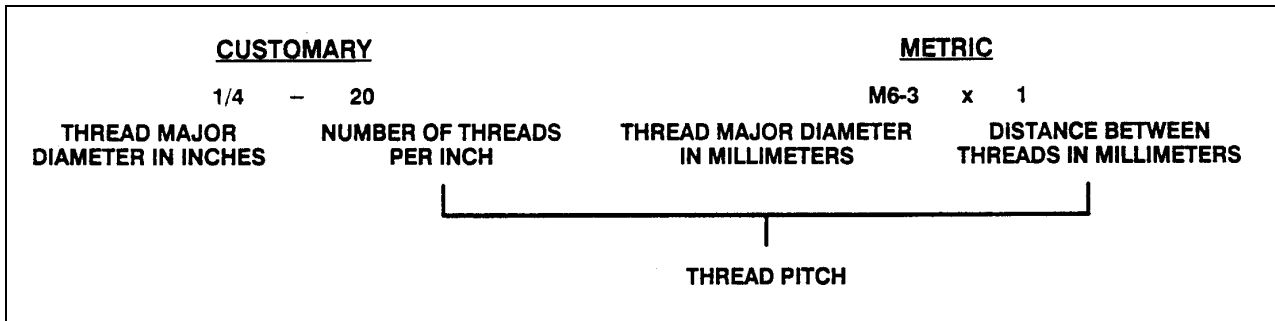 CUSTOMARY
1/4 – 20
THREAD MAJOR
DIAMETER IN INCHES
NUMBER OF THREADS
PER INCH
METRIC
M6-3 x 1
THREAD MAJOR DIAMETER
IN MILLIMETERS
DISTANCE BETWEEN
THREADS IN MILLIMETERS
THREAD PITCH